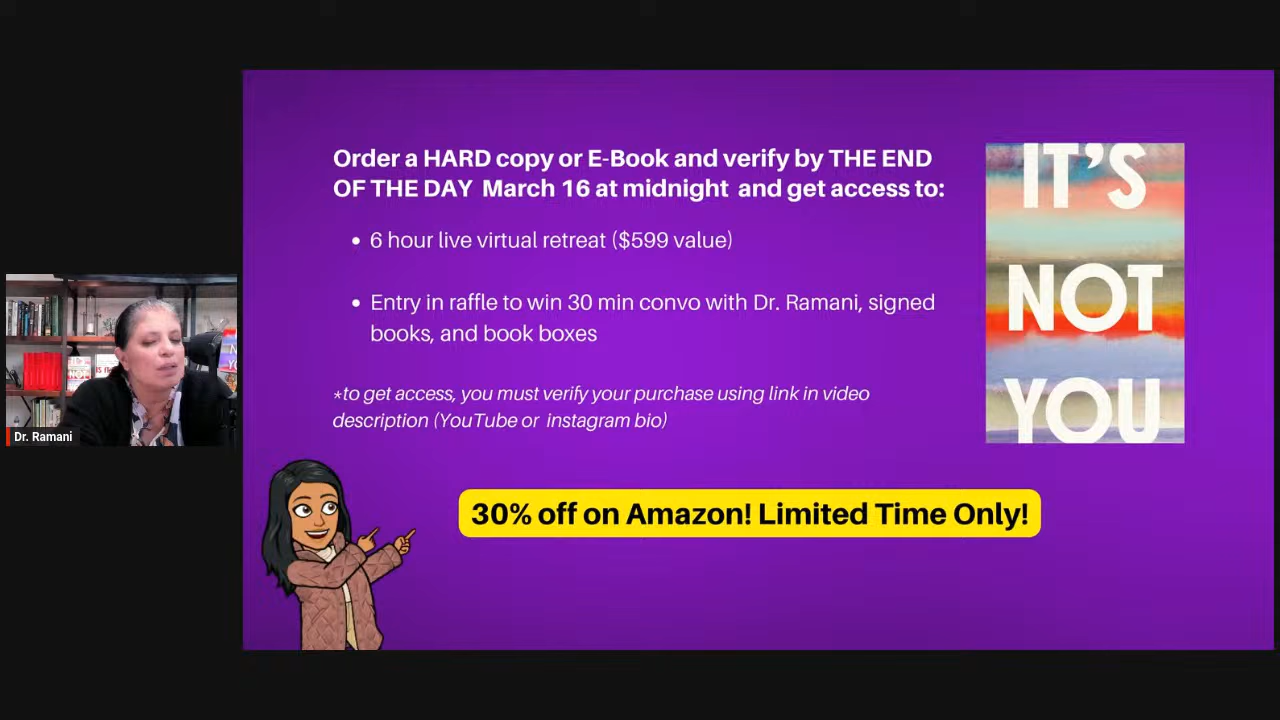 Order a HARD copy or E-Book and verify by THE END
OF THE DAY March 16 at midnight and get access to:
• 6 hour live virtual retreat ($599 value)
• Entry in raffle to win 30 min convo with Dr. Ramani, signed
books, and book boxes
*to get access, you must verify your purchase using link in video
description (YouTube or instagram bio)
30% off on Amazon! Limited Time Only!
IT'S
NOT
YOU
Dr. Ramani